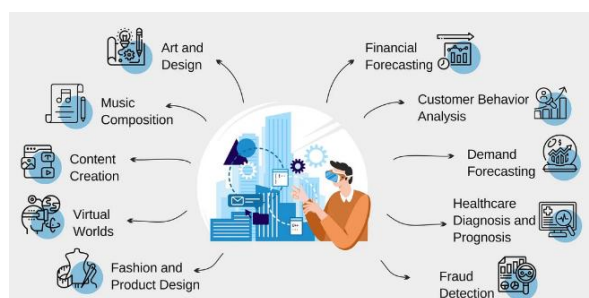 Art and
Design
Music
Composition
Content
Creation
Virtual
Worlds
Fashion and
Product Design
Financial
Forecasting
Customer Behavior
Analysis
Demand
Forecasting
Healthcare
Diagnosis and
Prognosis
Fraud
Detection